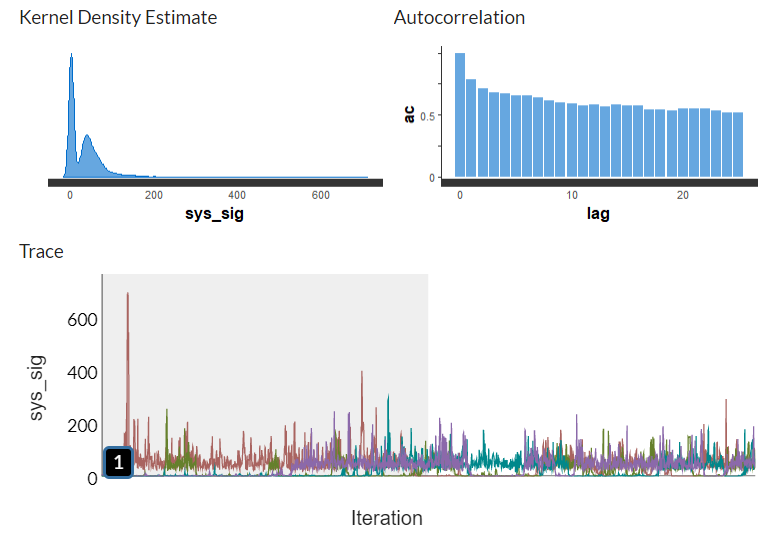 Kernel Density Estimate
0 200 400 600
sys_sig
Autocorrelation
ac
0.5
0
0 10 20
lag
Trace
sys_sig
600
400
200
0
1
Iteration